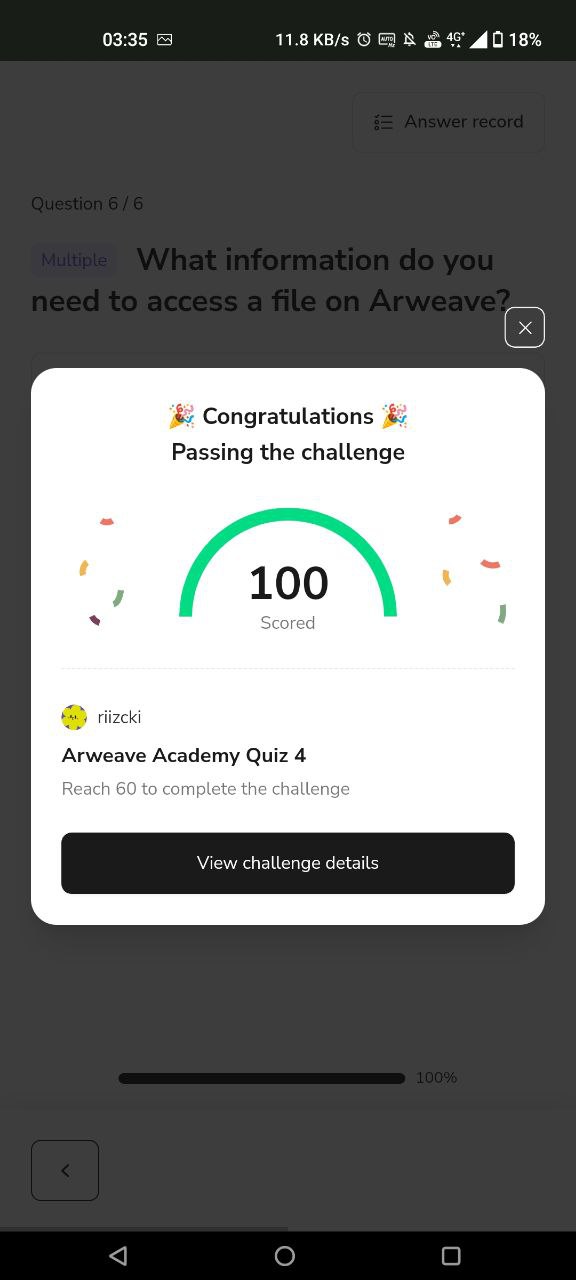 03:35 11.8 KB/s 4G+ 18%
Answer record
Question 6 / 6
Multiple What information do you
need to access a file on Arweave?
🎉 Congratulations 🎉
Passing the challenge
100
Scored
riizcki
Arweave Academy Quiz 4
Reach 60 to complete the challenge
View challenge details
100%